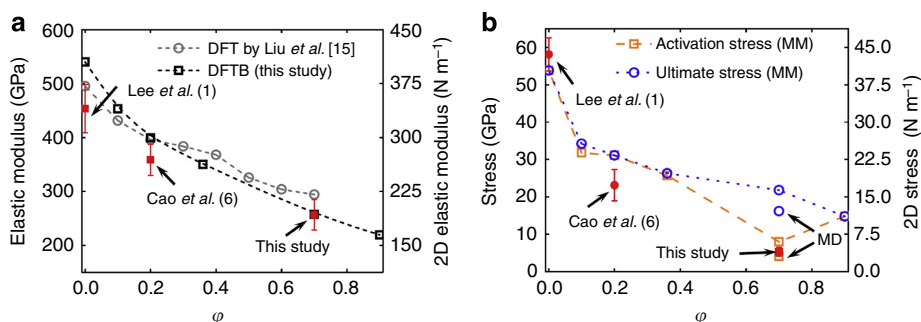 a
Elastic modulus (GPa)
600
500
400
300
200
DFT by Liu et al. [15]
DFTB (this study)
Lee et al. (1)
Cao et al. (6)
This study
450
375
300
225
150
2D elastic modulus (N m⁻¹)
0.0 0.2 0.4 0.6 0.8
φ
b
Stress (GPa)
60
50
40
30
20
10
0
Activation stress (MM)
Ultimate stress (MM)
Lee et al. (1)
Cao et al. (6)
This study
MD
45.0
37.5
30.0
22.5
15.0
7.5
0.0
2D stress (N m⁻¹)
0.0 0.2 0.4 0.6 0.8
φ